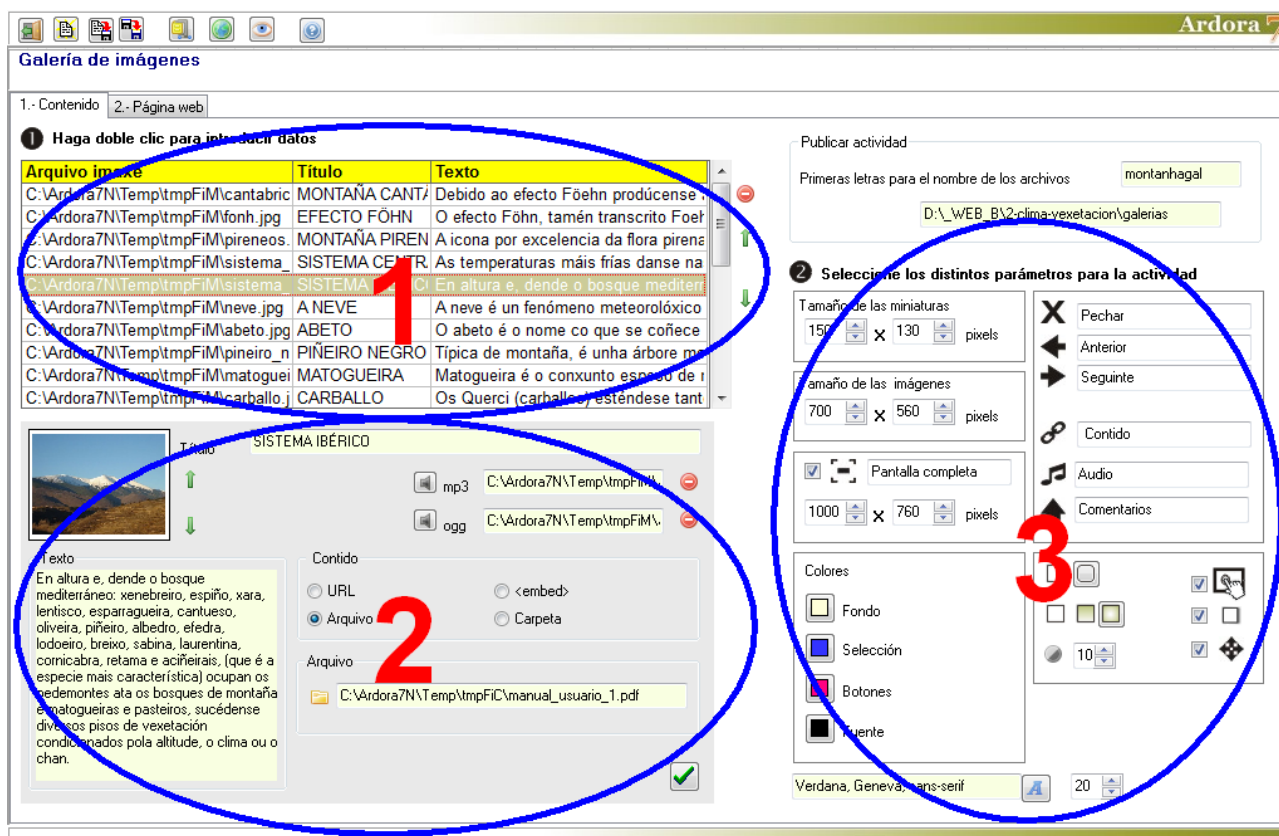 Ardora 7
Galería de imágenes
1.- Contenido 2.- Página web
1 Haga doble clic para introducir datos
Arquivo imaxe Título Texto
C:\Ardora7N\Temp\tmpFiM\cantabric MONTAÑA CANTÁ Debido ao efecto Föehn prodúcense
C:\Ardora7N\Temp\tmpFiM\fonh.jpg EFECTO FÖHN O efecto Föhn, tamén transcrito Foeh
C:\Ardora7N\Temp\tmpFiM\pireneos. MONTAÑA PIREN A icona por excelencia da flora pirena
C:\Ardora7N\Temp\tmpFiM\sistema_ SISTEMA CENTR As temperaturas máis frías danse na
C:\Ardora7N\Temp\tmpFiM\sistema_ SISTEMA En altura e, dende o bosque mediterr
C:\Ardora7N\Temp\tmpFiM\neve.jpg A NEVE A neve é un fenómeno meteorolóxico
C:\Ardora7N\Temp\tmpFiM\abeto.jpg ABETO O abeto é o nome co que se coñece
C:\Ardora7N\Temp\tmpFiM\pineiro_n PIÑEIRO NEGRO Típica de montaña, é unha árbore mo
C:\Ardora7N\Temp\tmpFiM\matoguei MATOGUEIRA Matogueira é o conxunto espeso de r
C:\Ardora7N\Temp\tmpFiM\carballo.j CARBALLO Os Querci (carballos) esténdese tant
1
Título SISTEMA IBÉRICO
mp3 C:\Ardora7N\Temp\tmpFiM\.
ogg C:\Ardora7N\Temp\tmpFiM\.
Texto
En altura e, dende o bosque
mediterráneo: xenebreiro, espiño, xara,
lentisco, esparragueira, cantueso,
oliveira, piñeiro, albedro, efedra,
lodoeiro, breixo, sabina, laurentina,
cornicabra, retama e aciñeirais, (que é a
especie mais característica) ocupan os
pedemontes ata os bosques de montaña
e matogueiras e pasteiros, sucédense
diversos pisos de vexetación
condicionados pola altitude, o clima ou o
chan.
Contido
URL <embed>
Arquivo Carpeta
2
Arquivo
C:\Ardora7N\Temp\tmpFiC\manual_usuario_1.pdf
Publicar actividad
Primeras letras para el nombre de los archivos montanhagal
D:\_WEB_B\2-clima-vexetacion\galerias
2 Seleccione los distintos parámetros para la actividad
Tamaño de las miniaturas
150 x 130 pixels
Tamaño de las imágenes
700 x 560 pixels
Pantalla completa
1000 x 760 pixels
Colores
Fondo
Selección
Botones
Fuente
Verdana, Geneva, sans-serif A 20
X Pechar
Anterior
Seguinte
Contido
Audio
Comentarios
3
10